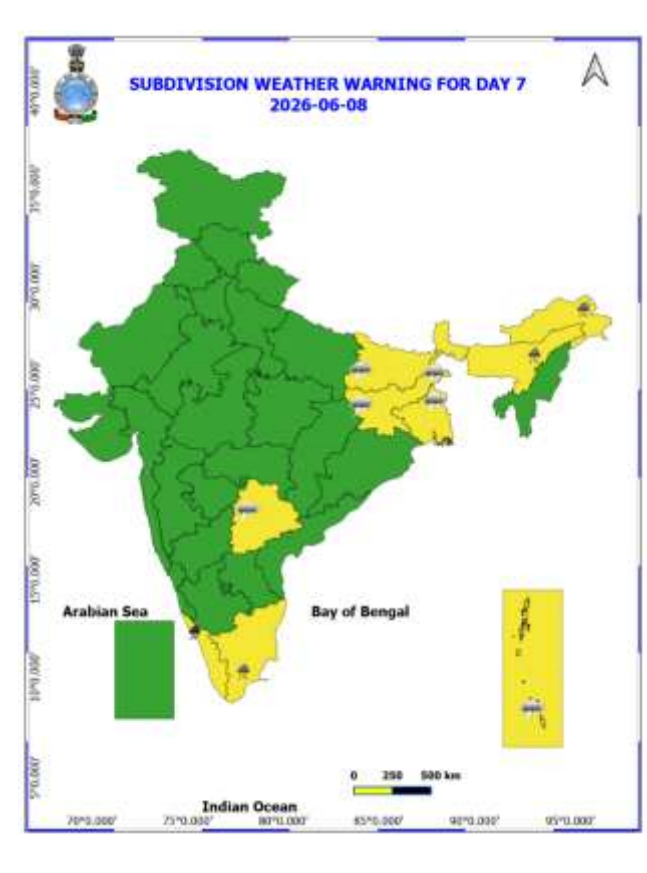 SUBDIVISION WEATHER WARNING FOR DAY 7
2026-06-08
40°0.000'
35°0.000'
30°0.000'
25°0.000'
20°0.000'
15°0.000'
10°0.000'
5°0.000'
Arabian Sea
Bay of Bengal
0 250 500 km
Indian Ocean
70°0.000' 75°0.000' 80°0.000' 85°0.000' 90°0.000' 95°0.000'